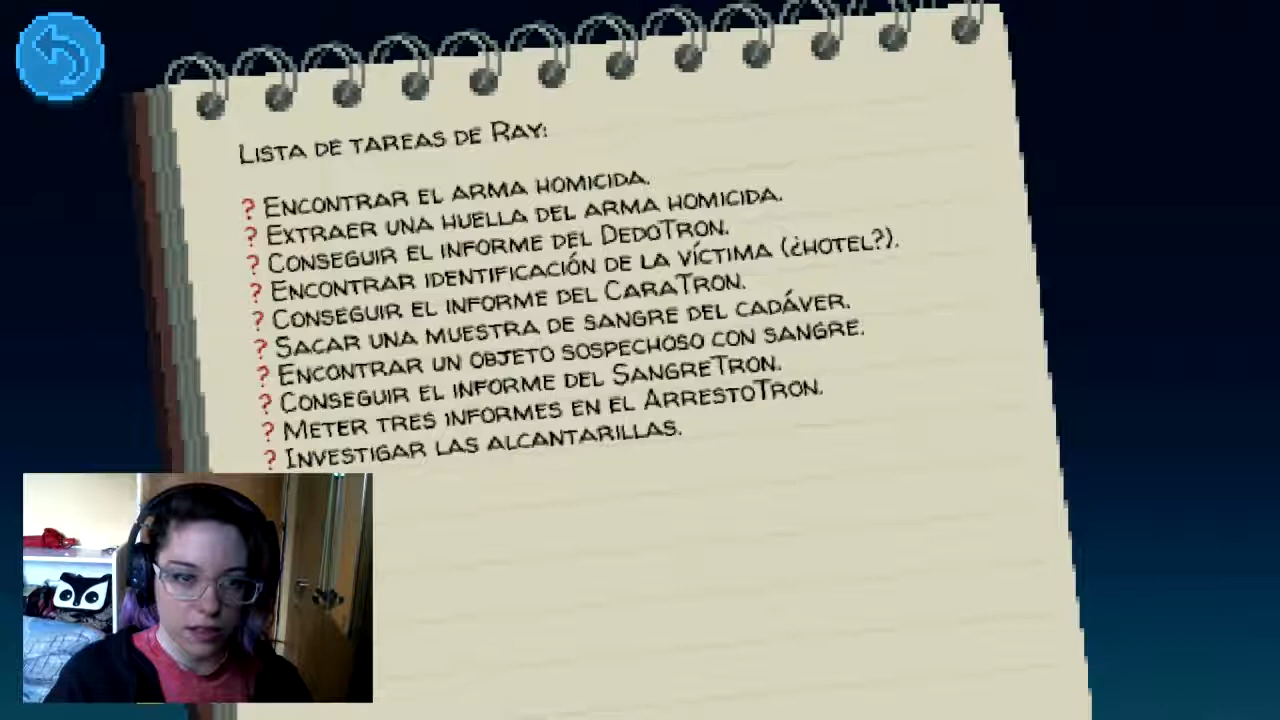 Lista de tareas de Ray:
? Encontrar el arma homicida.
? Extraer una huella del arma homicida.
? Conseguir el informe del DedoTron.
? Encontrar identificación de la víctima (¿hotel?).
? Conseguir el informe del CaraTron.
? Sacar una muestra de sangre del cadáver.
? Encontrar un objeto sospechoso con sangre.
? Conseguir el informe del SangreTron.
? Meter tres informes en el ArrestoTron.
? Investigar las alcantarillas.